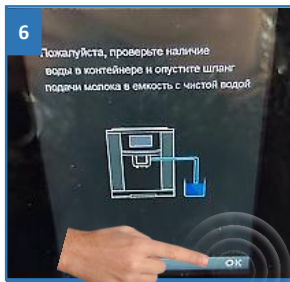 6
Пожалуйста, проверьте наличие
воды в контейнере и опустите шланг
подачи молока в емкость с чистой водой
OK